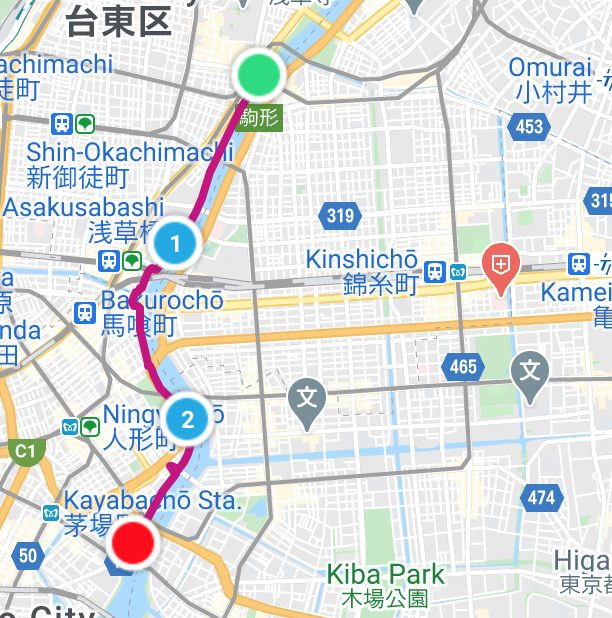 台東区
achimachi
徒町
駒形
Omurai
小村井
453
Shin-Okachimachi
新御徒町
315
Asakusabashi
浅草橋
319
1
Kinshichō
錦糸町
Kamei
亀
原
Bakurochō
馬喰町
nda
田
465
文
文
2
Ningyōchō
人形町
C1
Kayabachō Sta.
茅場町
474
50
Kiba Park
木場公園
Higa
東京都
City